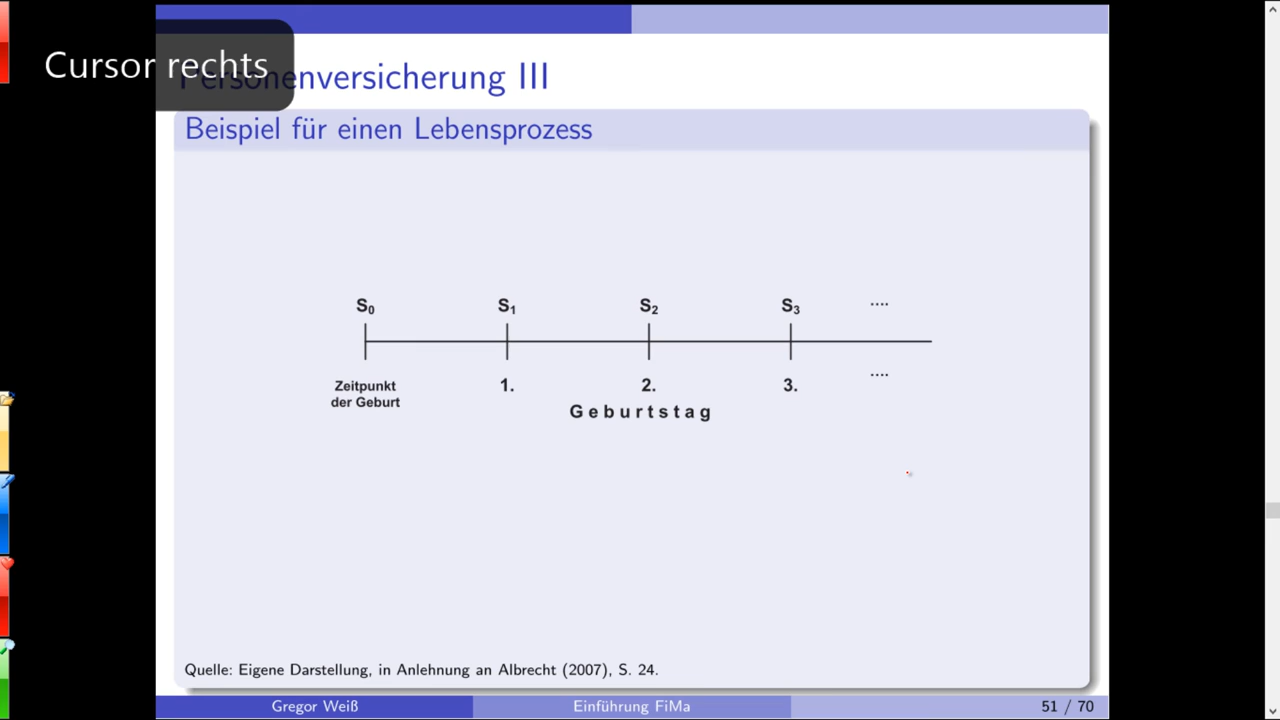 Cursor rechts
Personenversicherung III
Beispiel für einen Lebensprozess
S0 S1 S2 S3 ....
Zeitpunkt der Geburt 1. 2. 3. ....
Geburtstag
Quelle: Eigene Darstellung, in Anlehnung an Albrecht (2007), S. 24.
Gregor Weiß Einführung FiMa 51 / 70